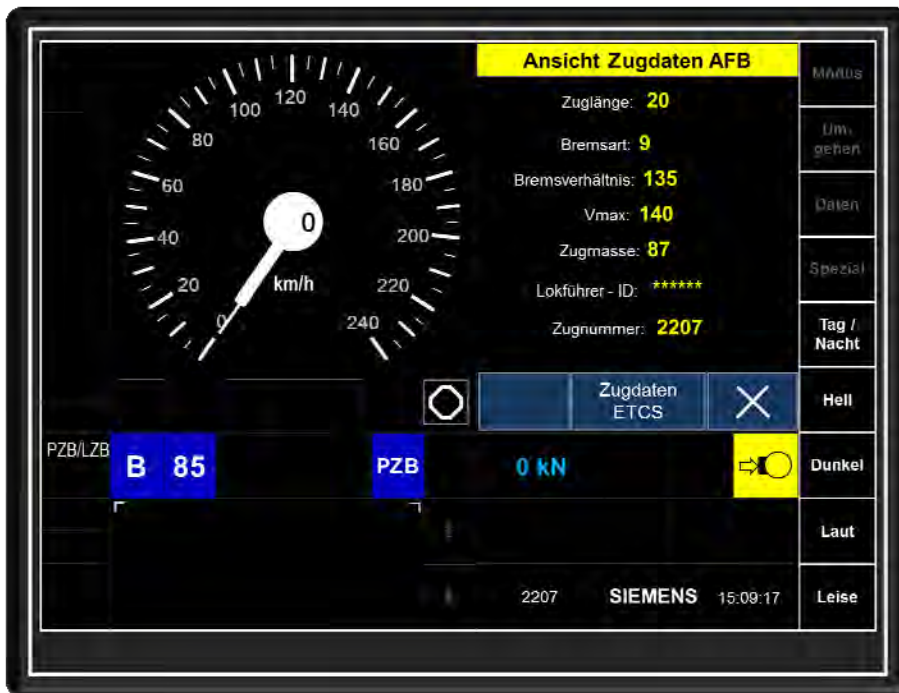 Ansicht Zugdaten AFB
Zuglänge: 20
Bremsart: 9
Bremsverhältnis: 135
Vmax: 140
Zugmasse: 87
Lokführer - ID: ******
Zugnummer: 2207
0
20
40
60
80
100
120
140
160
180
200
220
240
0
km/h
Zugdaten
ETCS
PZB/LZB
B 85
PZB
0 kN
2207 SIEMENS 15:09:17
Modus
Um-
gehen
Daten
Spezial
Tag /
Nacht
Hell
Dunkel
Laut
Leise